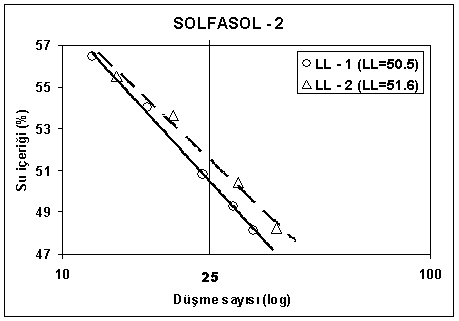 SOLFASOL - 2
57
55
53
51
49
47
Su içeriği (%)
LL - 1 (LL=50.5)
LL - 2 (LL=51.6)
10
25
100
Düşme sayısı (log)